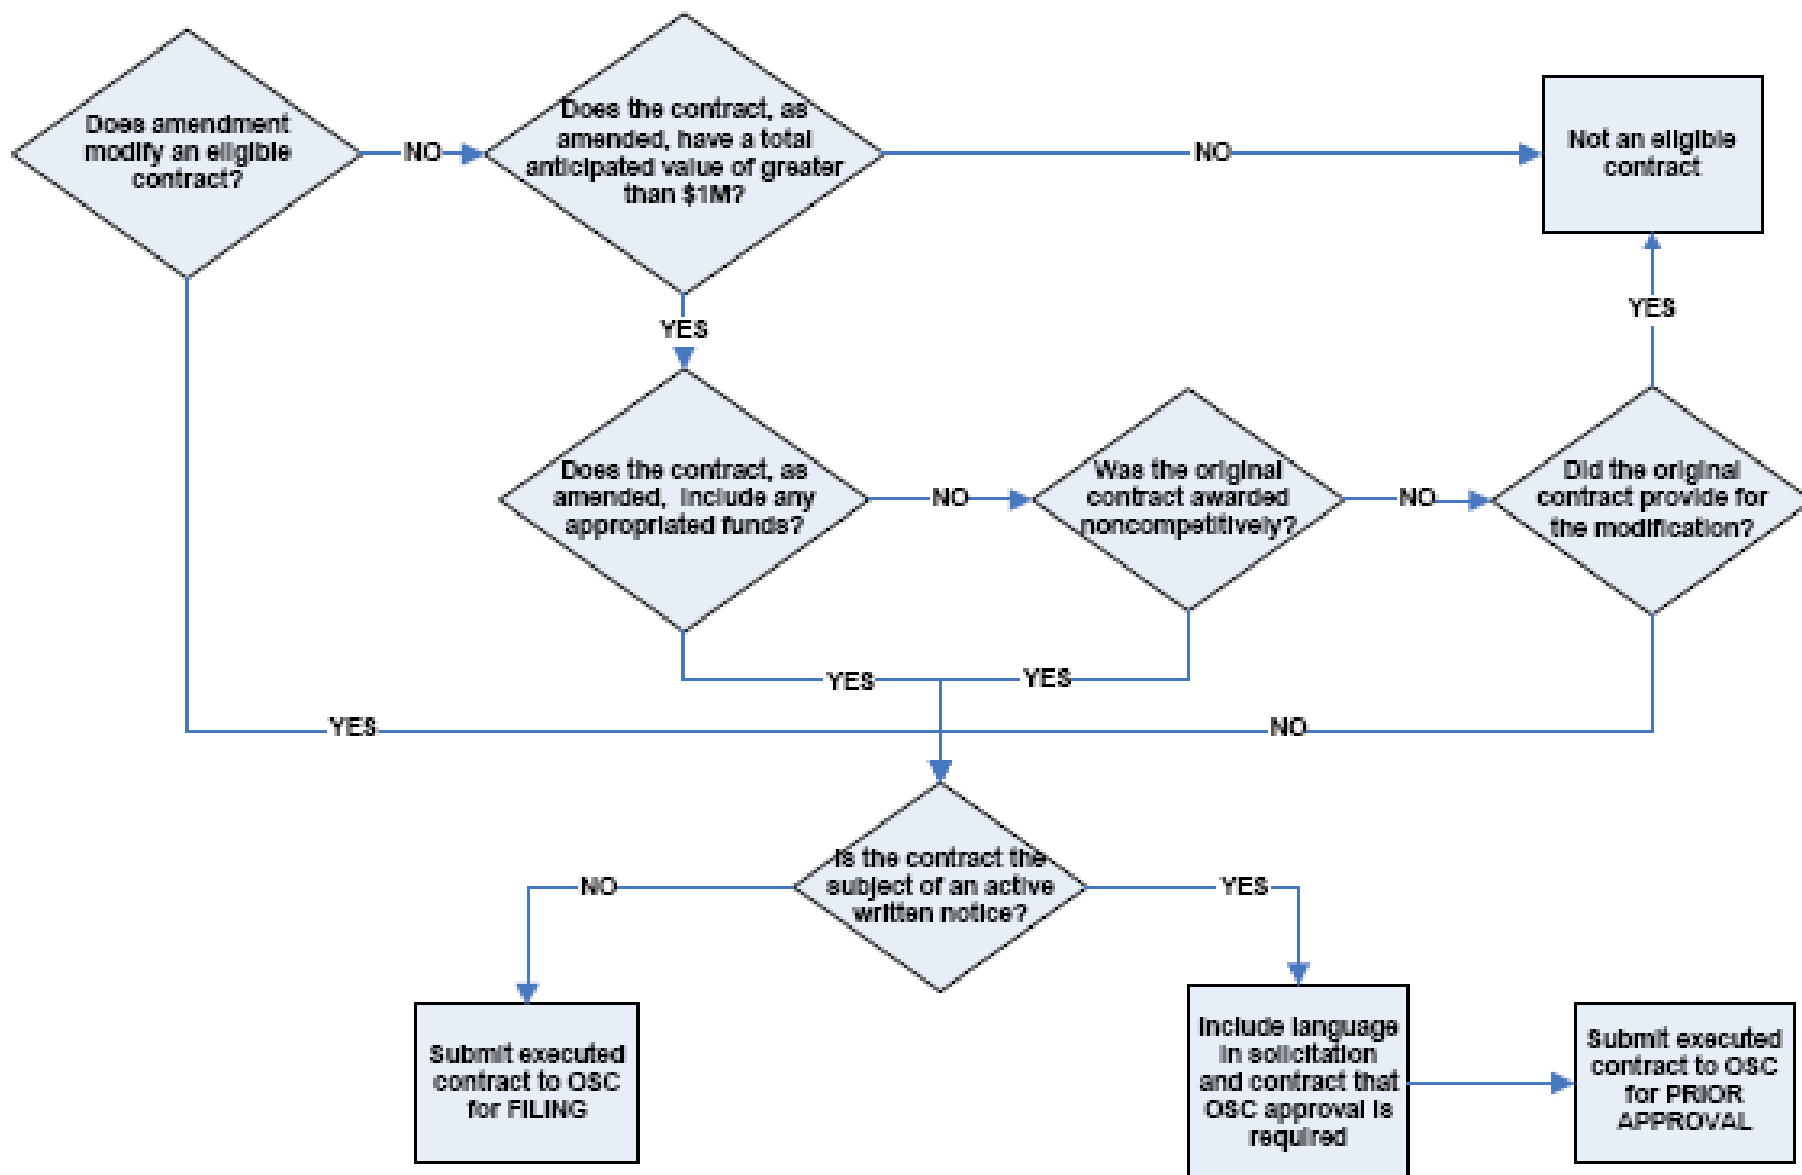 Does amendment
modify an eligible
contract?
NO
Does the contract, as
amended, have a total
anticipated value of greater
than $1M?
NO
Not an eligible
contract
YES
YES
Does the contract, as
amended, include any
appropriated funds?
NO
Was the original
contract awarded
noncompetitively?
NO
Did the original
contract provide for
the modification?
YES
YES
YES
NO
Is the contract the
subject of an active
written notice?
NO
YES
Submit executed
contract to OSC
for FILING
Include language
in solicitation
and contract that
OSC approval is
required
Submit executed
contract to OSC
for PRIOR
APPROVAL